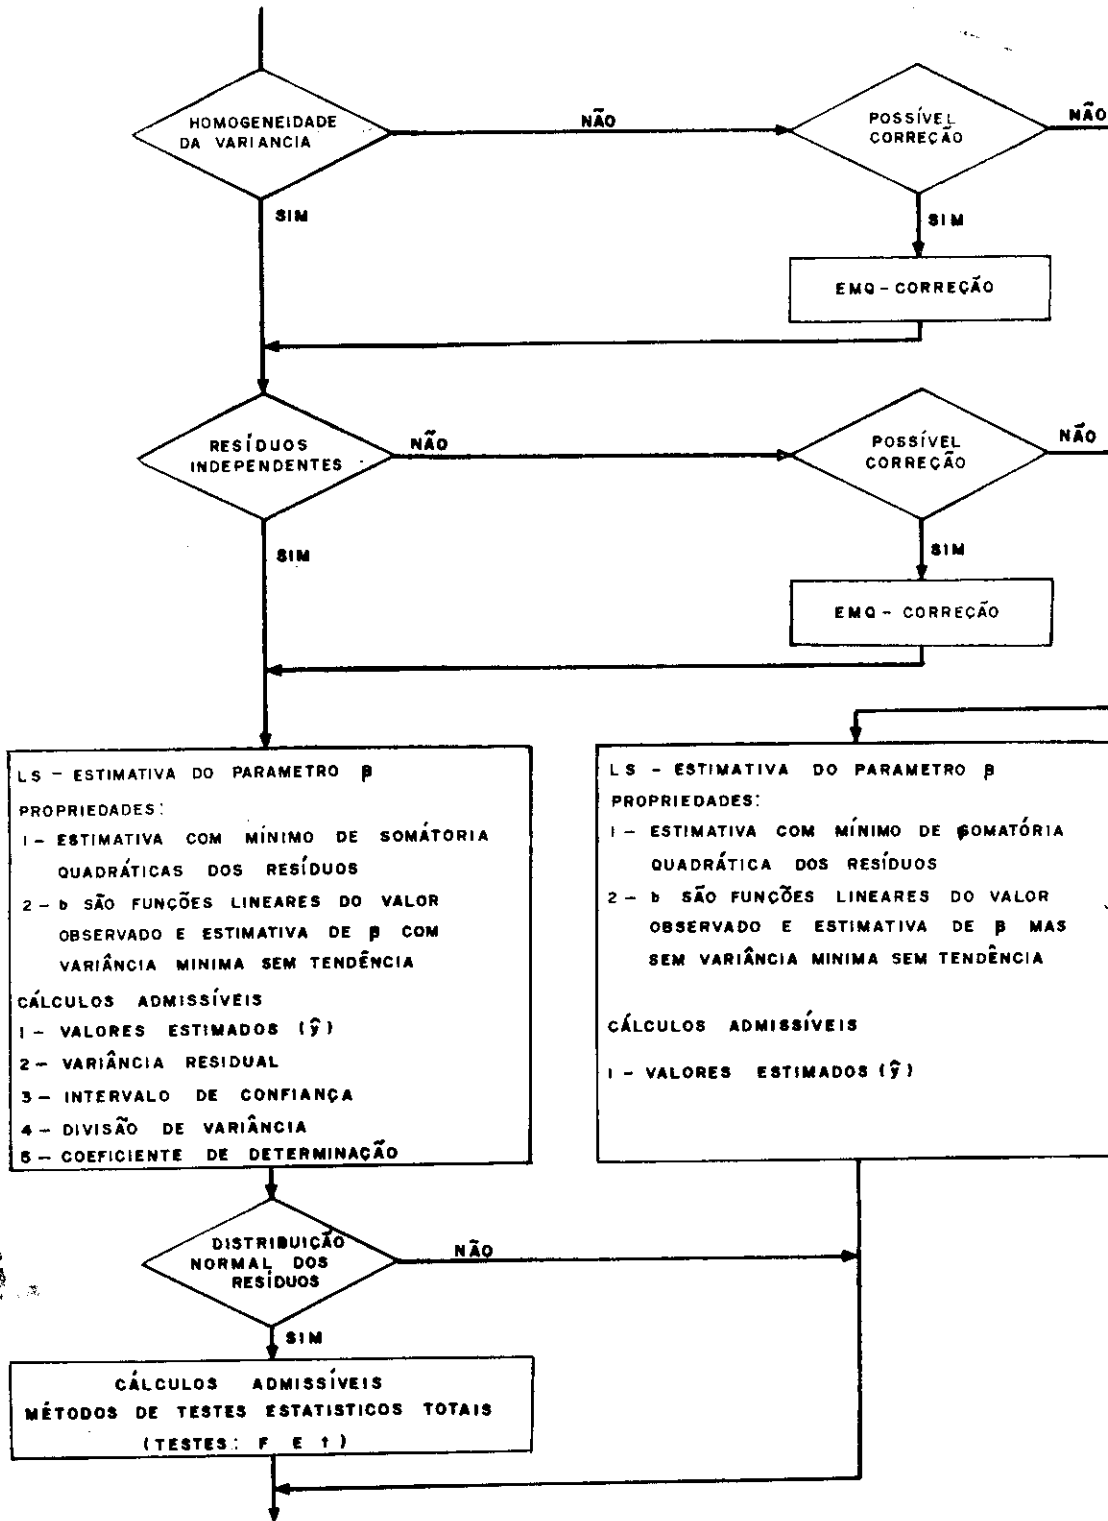 HOMOGENEIDADE
DA VARIANCIA
NÃO
POSSÍVEL
CORREÇÃO
NÃO
SIM
SIM
EMQ - CORREÇÃO
RESÍDUOS
INDEPENDENTES
NÃO
POSSÍVEL
CORREÇÃO
NÃO
SIM
SIM
EMQ - CORREÇÃO
LS - ESTIMATIVA DO PARAMETRO β
PROPRIEDADES:
1 - ESTIMATIVA COM MÍNIMO DE SOMÁTORIA
QUADRÁTICAS DOS RESÍDUOS
2 - b SÃO FUNÇÕES LINEARES DO VALOR
OBSERVADO E ESTIMATIVA DE β COM
VARIÂNCIA MINIMA SEM TENDÊNCIA
CÁLCULOS ADMISSÍVEIS
1 - VALORES ESTIMADOS (ŷ)
2 - VARIÂNCIA RESIDUAL
3 - INTERVALO DE CONFIANÇA
4 - DIVISÃO DE VARIÂNCIA
5 - COEFICIENTE DE DETERMINAÇÃO
LS - ESTIMATIVA DO PARAMETRO β
PROPRIEDADES:
1 - ESTIMATIVA COM MÍNIMO DE SOMATÓRIA
QUADRÁTICA DOS RESÍDUOS
2 - b SÃO FUNÇÕES LINEARES DO VALOR
OBSERVADO E ESTIMATIVA DE β MAS
SEM VARIÂNCIA MINIMA SEM TENDÊNCIA
CÁLCULOS ADMISSÍVEIS
1 - VALORES ESTIMADOS (ŷ)
DISTRIBUIÇÃO
NORMAL DOS
RESÍDUOS
NÃO
SIM
CÁLCULOS ADMISSÍVEIS
MÉTODOS DE TESTES ESTATISTICOS TOTAIS
(TESTES: F E t)